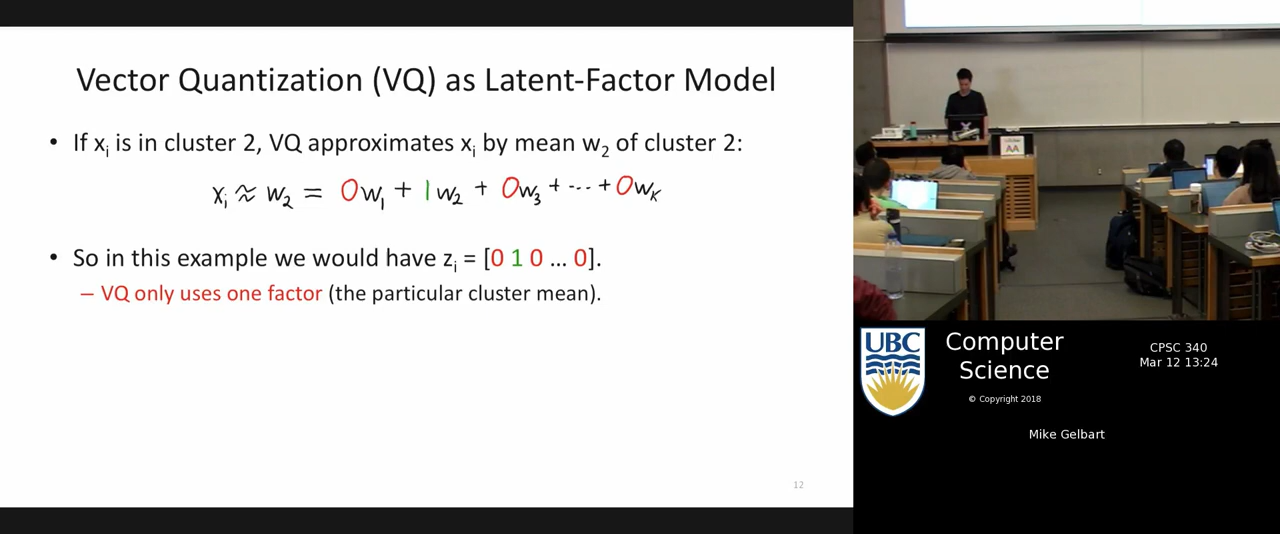 Vector Quantization (VQ) as Latent-Factor Model
• If xᵢ is in cluster 2, VQ approximates xᵢ by mean w₂ of cluster 2:
xᵢ ≈ w₂ = 0w₁ + 1w₂ + 0w₃ + --- + 0wₖ
• So in this example we would have zᵢ = [0 1 0 … 0].
– VQ only uses one factor (the particular cluster mean).
12
AA
UBC
Computer
Science
© Copyright 2018
CPSC 340
Mar 12 13:24
Mike Gelbart